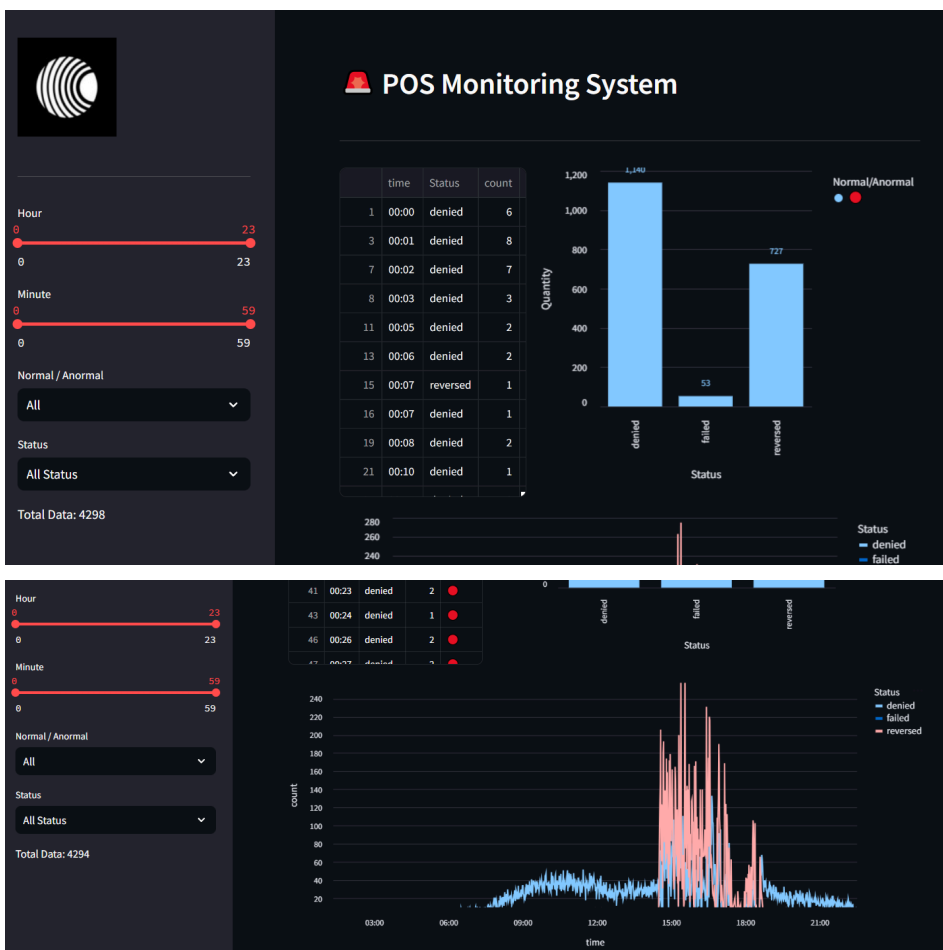 POS Monitoring System
Hour
0 23
0 23
Minute
0 59
0 59
Normal / Anormal
All
Status
All Status
Total Data: 4298
time Status count
1 00:00 denied 6
3 00:01 denied 8
7 00:02 denied 7
8 00:03 denied 3
11 00:05 denied 2
13 00:06 denied 2
15 00:07 reversed 1
16 00:07 denied 1
19 00:08 denied 2
21 00:10 denied 1
1,200
1,000
800
600
400
200
0
Quantity
1,140
53
727
denied
failed
reversed
Status
Normal/Anormal
280
260
240
Status
denied
failed
Hour
0 23
0 23
Minute
0 59
0 59
Normal / Anormal
All
Status
All Status
Total Data: 4294
41 00:23 denied 2
43 00:24 denied 1
46 00:26 denied 2
47 00:27 denied 2
0
denied
failed
reversed
Status
240
220
200
180
160
140
120
100
80
60
40
20
count
03:00 06:00 09:00 12:00 15:00 18:00 21:00
time
Status
denied
failed
reversed